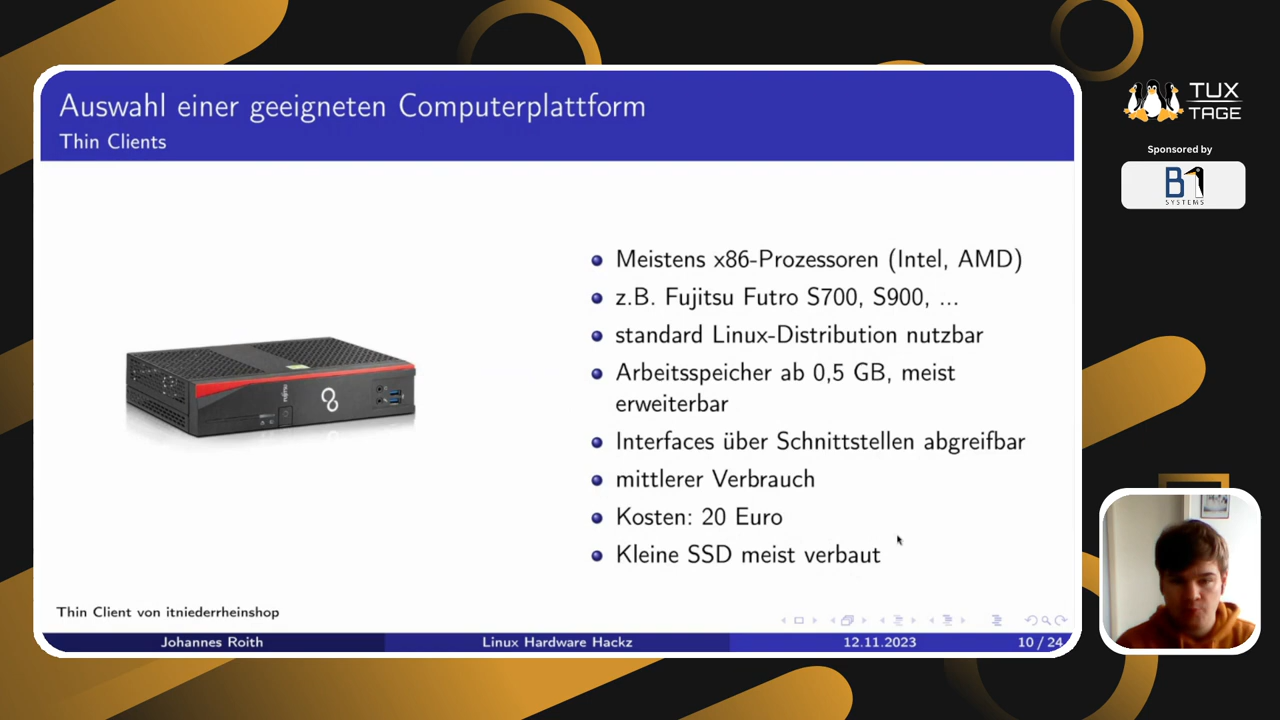 Auswahl einer geeigneten Computerplattform
Thin Clients
Meistens x86-Prozessoren (Intel, AMD)
z.B. Fujitsu Futro S700, S900, ...
standard Linux-Distribution nutzbar
Arbeitsspeicher ab 0,5 GB, meist
erweiterbar
Interfaces über Schnittstellen abgreifbar
mittlerer Verbrauch
Kosten: 20 Euro
Kleine SSD meist verbaut
Thin Client von itniederrheinshop
Johannes Roith
Linux Hardware Hackz
12.11.2023
10 / 24
TUX
TAGE
Sponsored by
B1
SYSTEMS